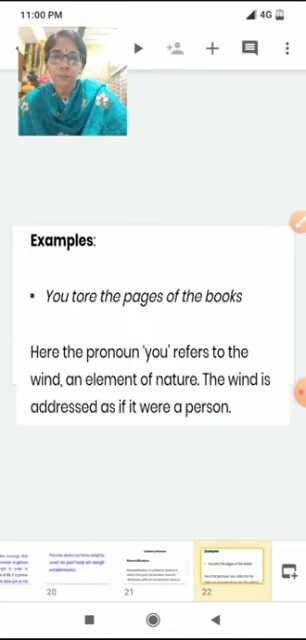 11:00 PM
4G
Examples:
▪ You tore the pages of the books
Here the pronoun ‘you’ refers to the
wind, an element of nature. The wind is
addressed as if it were a person.
20
21
22